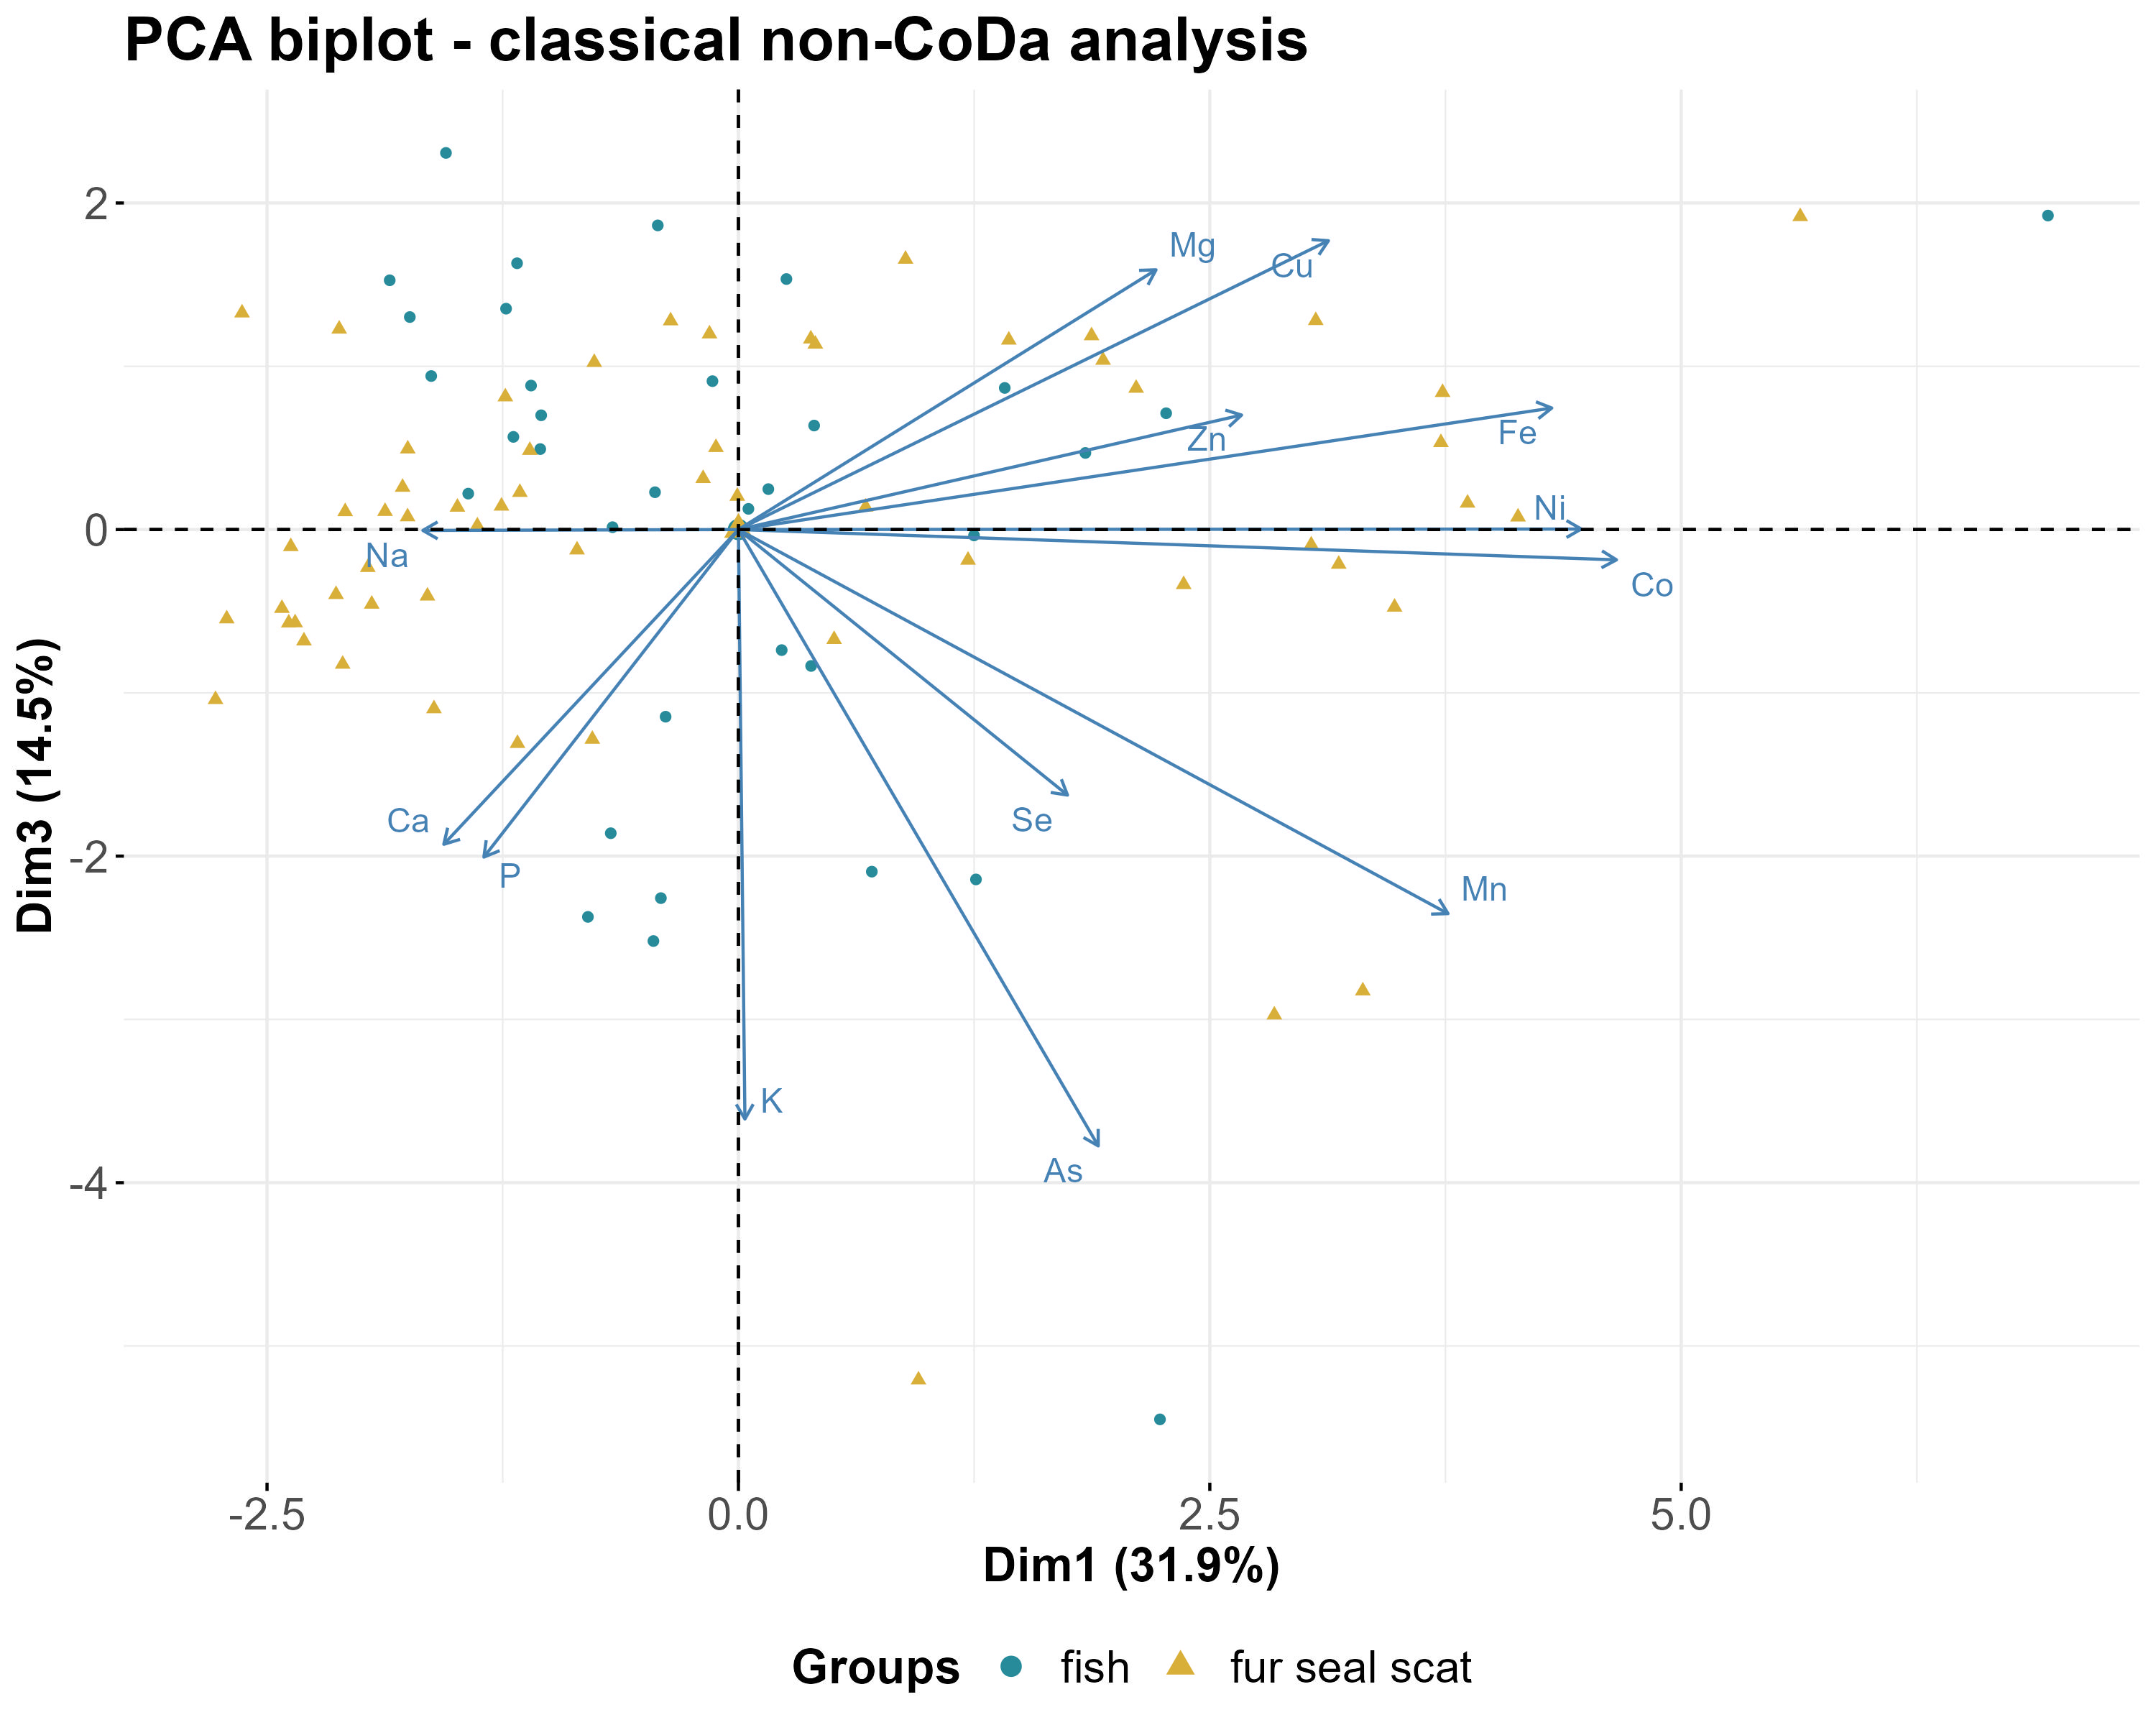 PCA biplot - classical non-CoDa analysis
2
0
-2
-4
Dim3 (14.5%)
Mg
Cu
Zn
Fe
Ni
Na
Co
Ca
P
Se
Mn
K
As
-2.5
0.0
2.5
5.0
Dim1 (31.9%)
Groups fish fur seal scat